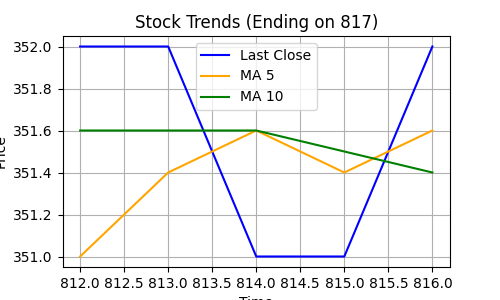 Stock Trends (Ending on 817)
Last Close
MA 5
MA 10
352.0
351.8
351.6
351.4
351.2
351.0
Price
812.0 812.5 813.0 813.5 814.0 814.5 815.0 815.5 816.0
Time